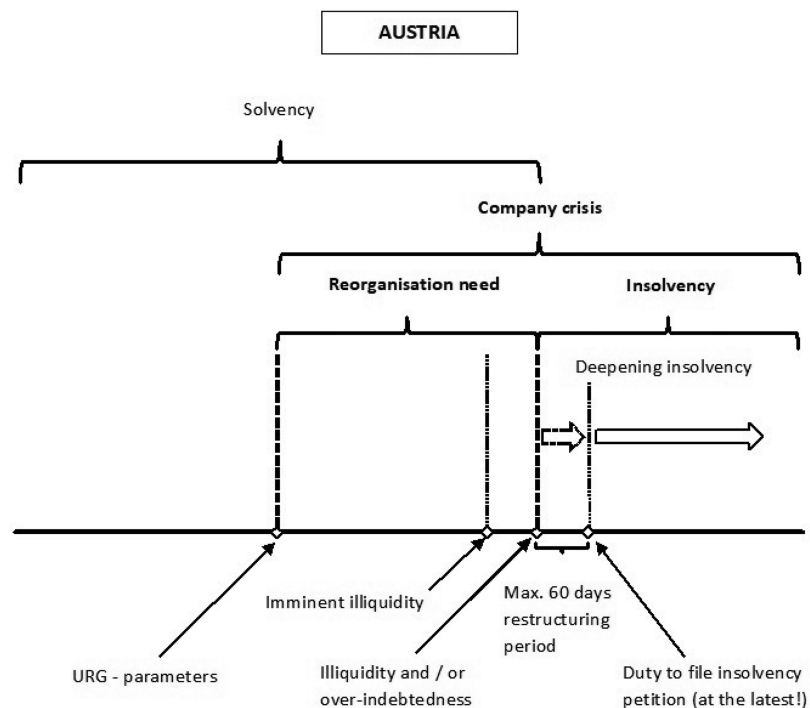 AUSTRIA
Solvency
Company crisis
Reorganisation need
Insolvency
Deepening insolvency
Imminent illiquidity
Max. 60 days
restructuring
period
URG - parameters
Illiquidity and / or
over-indebtedness
Duty to file insolvency
petition (at the latest!)